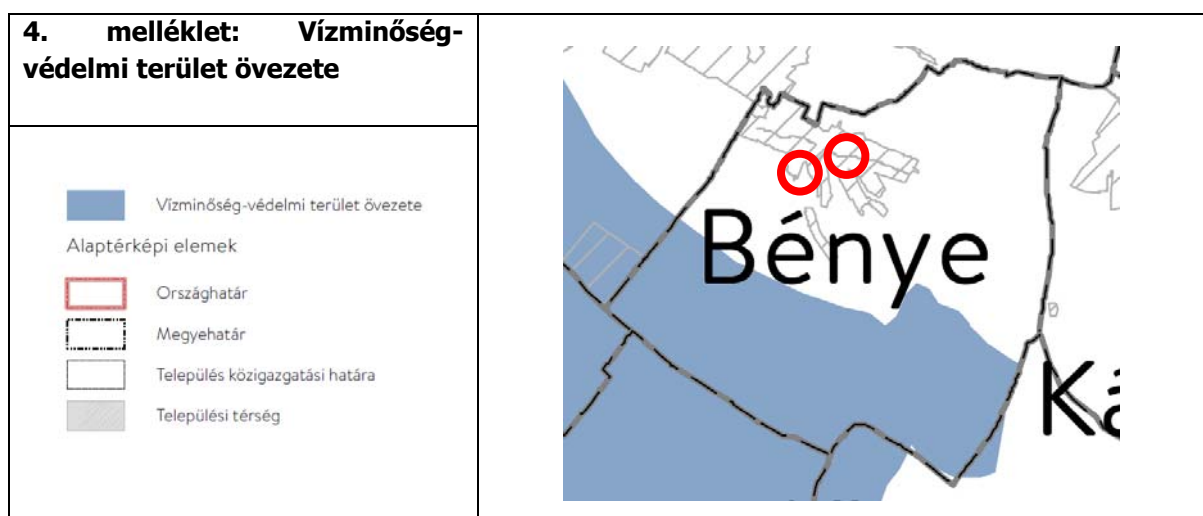 4. melléklet: Vízminőség-
védelmi terület övezete
Vízminőség-védelmi terület övezete
Alaptérképi elemek
Országhatár
Megyehatár
Település közigazgatási határa
Települési térség
Bénye
Ká